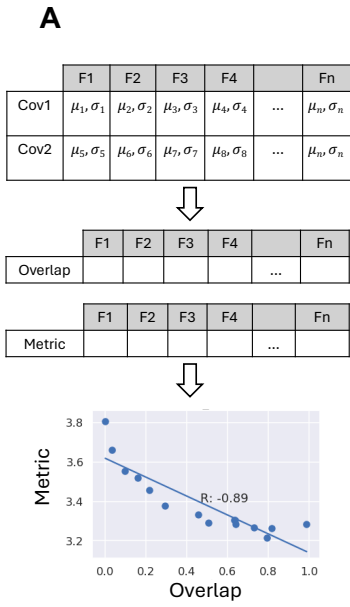 A
F1 F2 F3 F4 Fn
Cov1 μ₁, σ₁ μ₂, σ₂ μ₃, σ₃ μ₄, σ₄ ... μₙ, σₙ
Cov2 μ₅, σ₅ μ₆, σ₆ μ₇, σ₇ μ₈, σ₈ ... μₙ, σₙ
F1 F2 F3 F4 Fn
Overlap ...
F1 F2 F3 F4 Fn
Metric ...
3.8
3.6
3.4
3.2
Metric
R: -0.89
0.0 0.2 0.4 0.6 0.8 1.0
Overlap